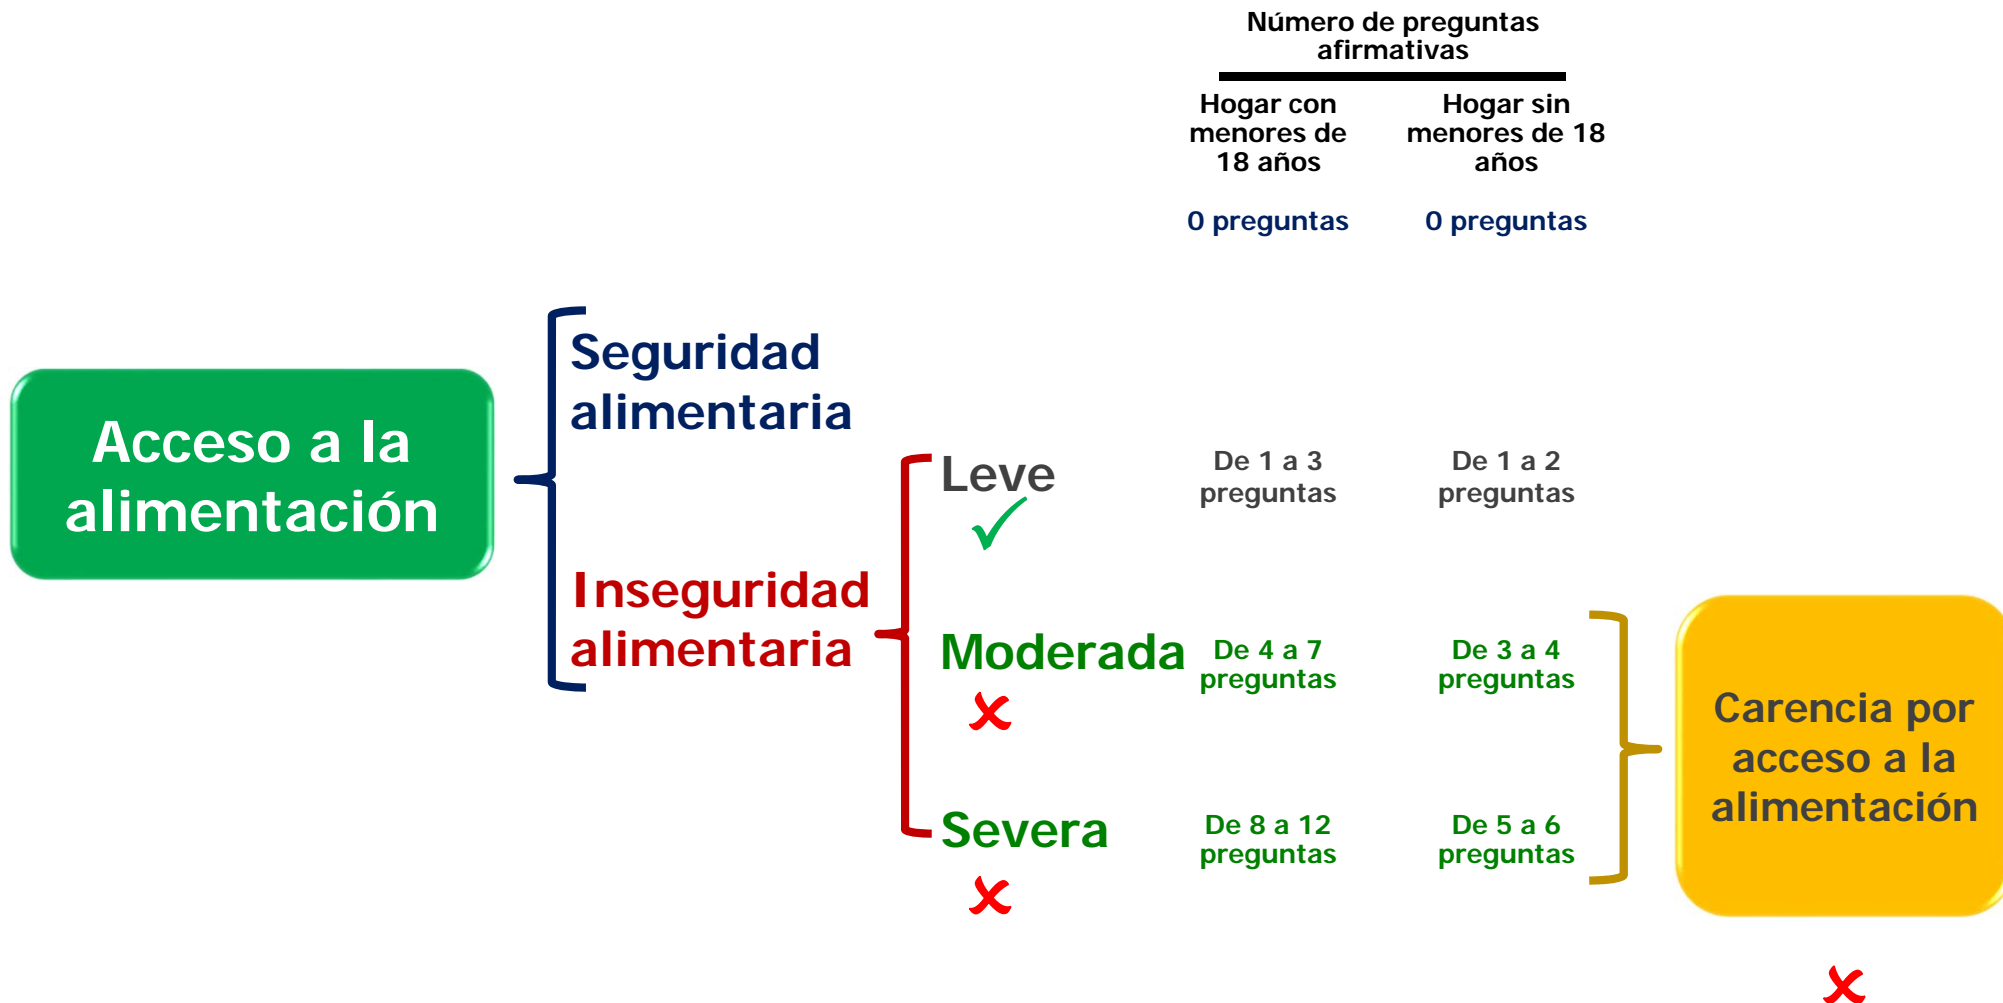 Número de preguntas
afirmativas
Hogar con
menores de
18 años
Hogar sin
menores de 18
años
0 preguntas
0 preguntas
Acceso a la
alimentación
Seguridad
alimentaria
Inseguridad
alimentaria
Leve
De 1 a 3
preguntas
De 1 a 2
preguntas
Moderada
De 4 a 7
preguntas
De 3 a 4
preguntas
Severa
De 8 a 12
preguntas
De 5 a 6
preguntas
Carencia por
acceso a la
alimentación